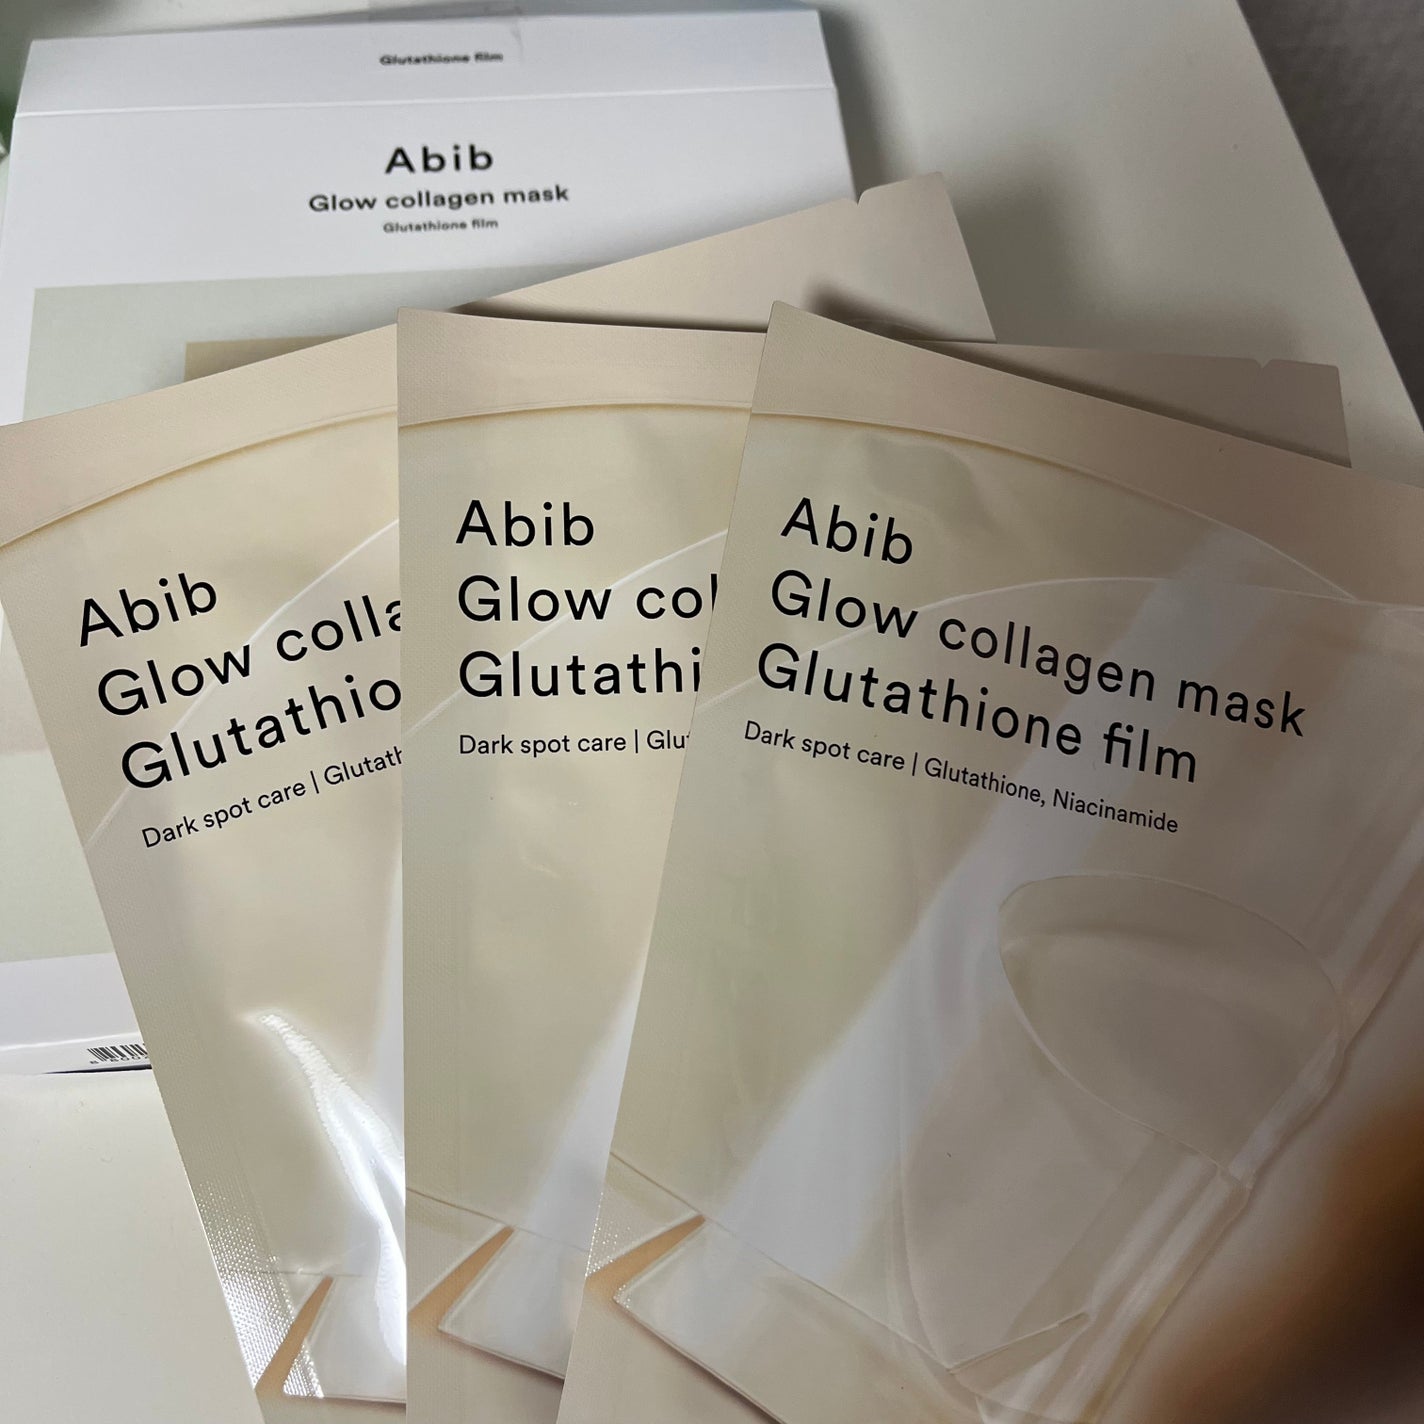 Glutathione film
Abib
Glow collagen mask
Glutathione film
Abib
Glow colla
Glutathio
Dark spot care | Glutath
Abib
Glow col
Glutathi
Dark spot care | Glu
Abib
Glow collagen mask
Glutathione film
Dark spot care | Glutathione, Niacinamide